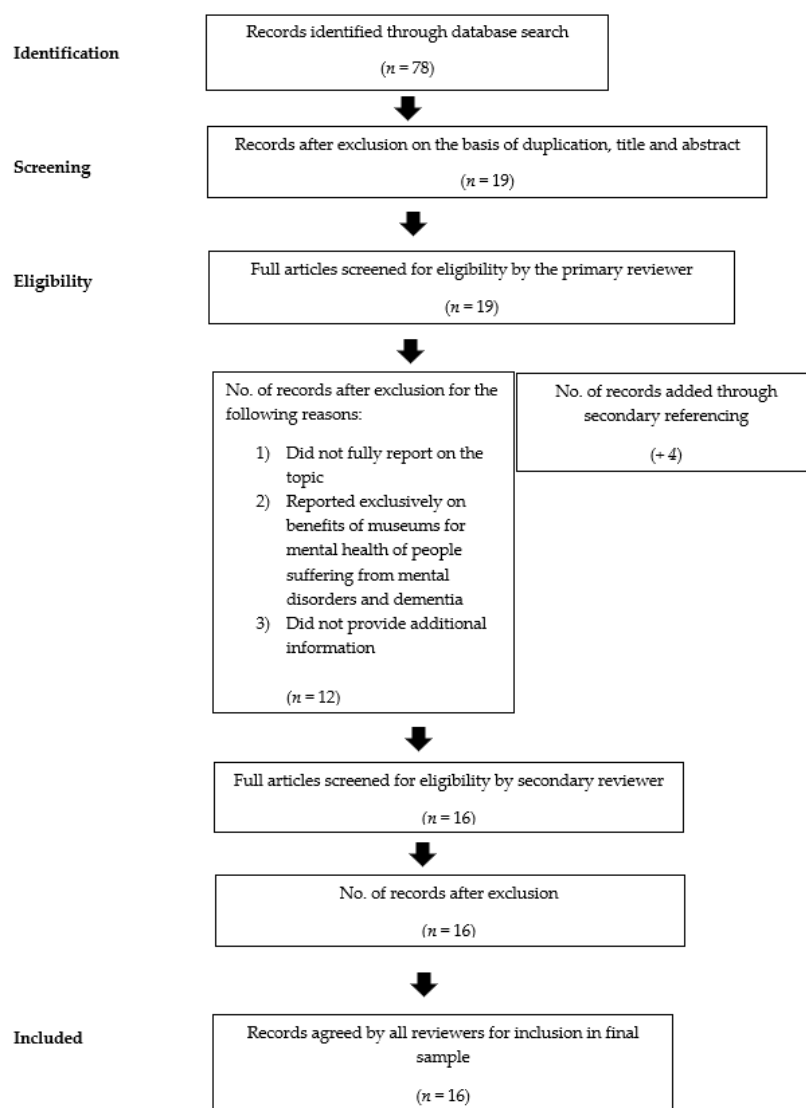 Identification
Records identified through database search
(n = 78)
Screening
Records after exclusion on the basis of duplication, title and abstract
(n = 19)
Eligibility
Full articles screened for eligibility by the primary reviewer
(n = 19)
No. of records after exclusion for the
following reasons:
1) Did not fully report on the
topic
2) Reported exclusively on
benefits of museums for
mental health of people
suffering from mental
disorders and dementia
3) Did not provide additional
information
(n = 12)
No. of records added through
secondary referencing
(+ 4)
Full articles screened for eligibility by secondary reviewer
(n = 16)
No. of records after exclusion
(n = 16)
Included
Records agreed by all reviewers for inclusion in final
sample
(n = 16)